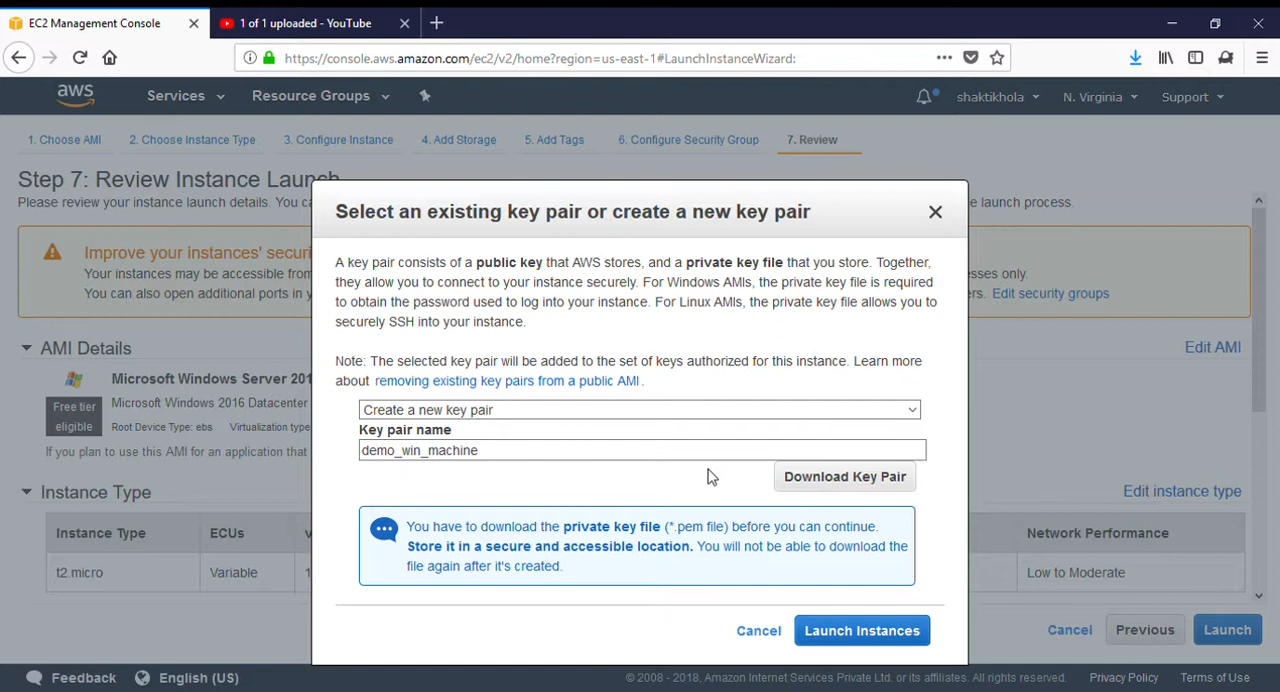 EC2 Management Console
1 of 1 uploaded - YouTube
https://console.aws.amazon.com/ec2/v2/home?region=us-east-1#LaunchInstanceWizard:
aws Services Resource Groups shaktikhola N. Virginia Support
1. Choose AMI 2. Choose Instance Type 3. Configure Instance 4. Add Storage 5. Add Tags 6. Configure Security Group 7. Review
Step 7: Review Instance Launch
Please review your instance launch details. You ca
e launch process.
Improve your instances' securi
Your instances may be accessible from
esses only.
You can also open additional ports in y
rs. Edit security groups
AMI Details
Edit AMI
Microsoft Windows Server 201
Free tier
eligible
Microsoft Windows 2016 Datacenter
Root Device Type: ebs Virtualization type
If you plan to use this AMI for an application that
Instance Type
Edit instance type
Instance Type ECUs v Network Performance
t2.micro Variable 1 Low to Moderate
Select an existing key pair or create a new key pair
A key pair consists of a public key that AWS stores, and a private key file that you store. Together,
they allow you to connect to your instance securely. For Windows AMIs, the private key file is required
to obtain the password used to log into your instance. For Linux AMIs, the private key file allows you to
securely SSH into your instance.
Note: The selected key pair will be added to the set of keys authorized for this instance. Learn more
about removing existing key pairs from a public AMI .
Create a new key pair
Key pair name
demo_win_machine
Download Key Pair
You have to download the private key file (*.pem file) before you can continue.
Store it in a secure and accessible location. You will not be able to download the
file again after it's created.
Cancel Launch Instances
Cancel Previous Launch
Feedback English (US) © 2008 - 2018, Amazon Internet Services Private Ltd. or its affiliates. All rights reserved. Privacy Policy Terms of Use